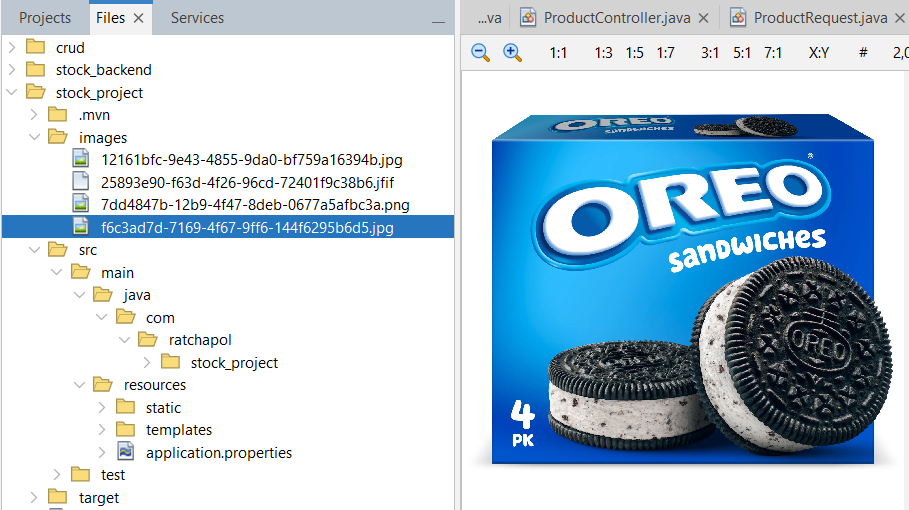 Projects Files Services
crud
stock_backend
stock_project
.mvn
images
12161bfc-9e43-4855-9da0-bf759a16394b.jpg
25893e90-f63d-4f26-96cd-72401f9c38b6.jfif
7dd4847b-12b9-4f47-8deb-0677a5afbc3a.png
f6c3ad7d-7169-4f67-9ff6-144f6295b6d5.jpg
src
main
java
com
ratchapol
stock_project
resources
static
templates
application.properties
test
target
...va ProductController.java ProductRequest.java
1:1 1:3 1:5 1:7 3:1 5:1 7:1 X:Y # 2,0
OREO
SANDWICHES
OREO®
SANDWICHES
OREO
4
PK